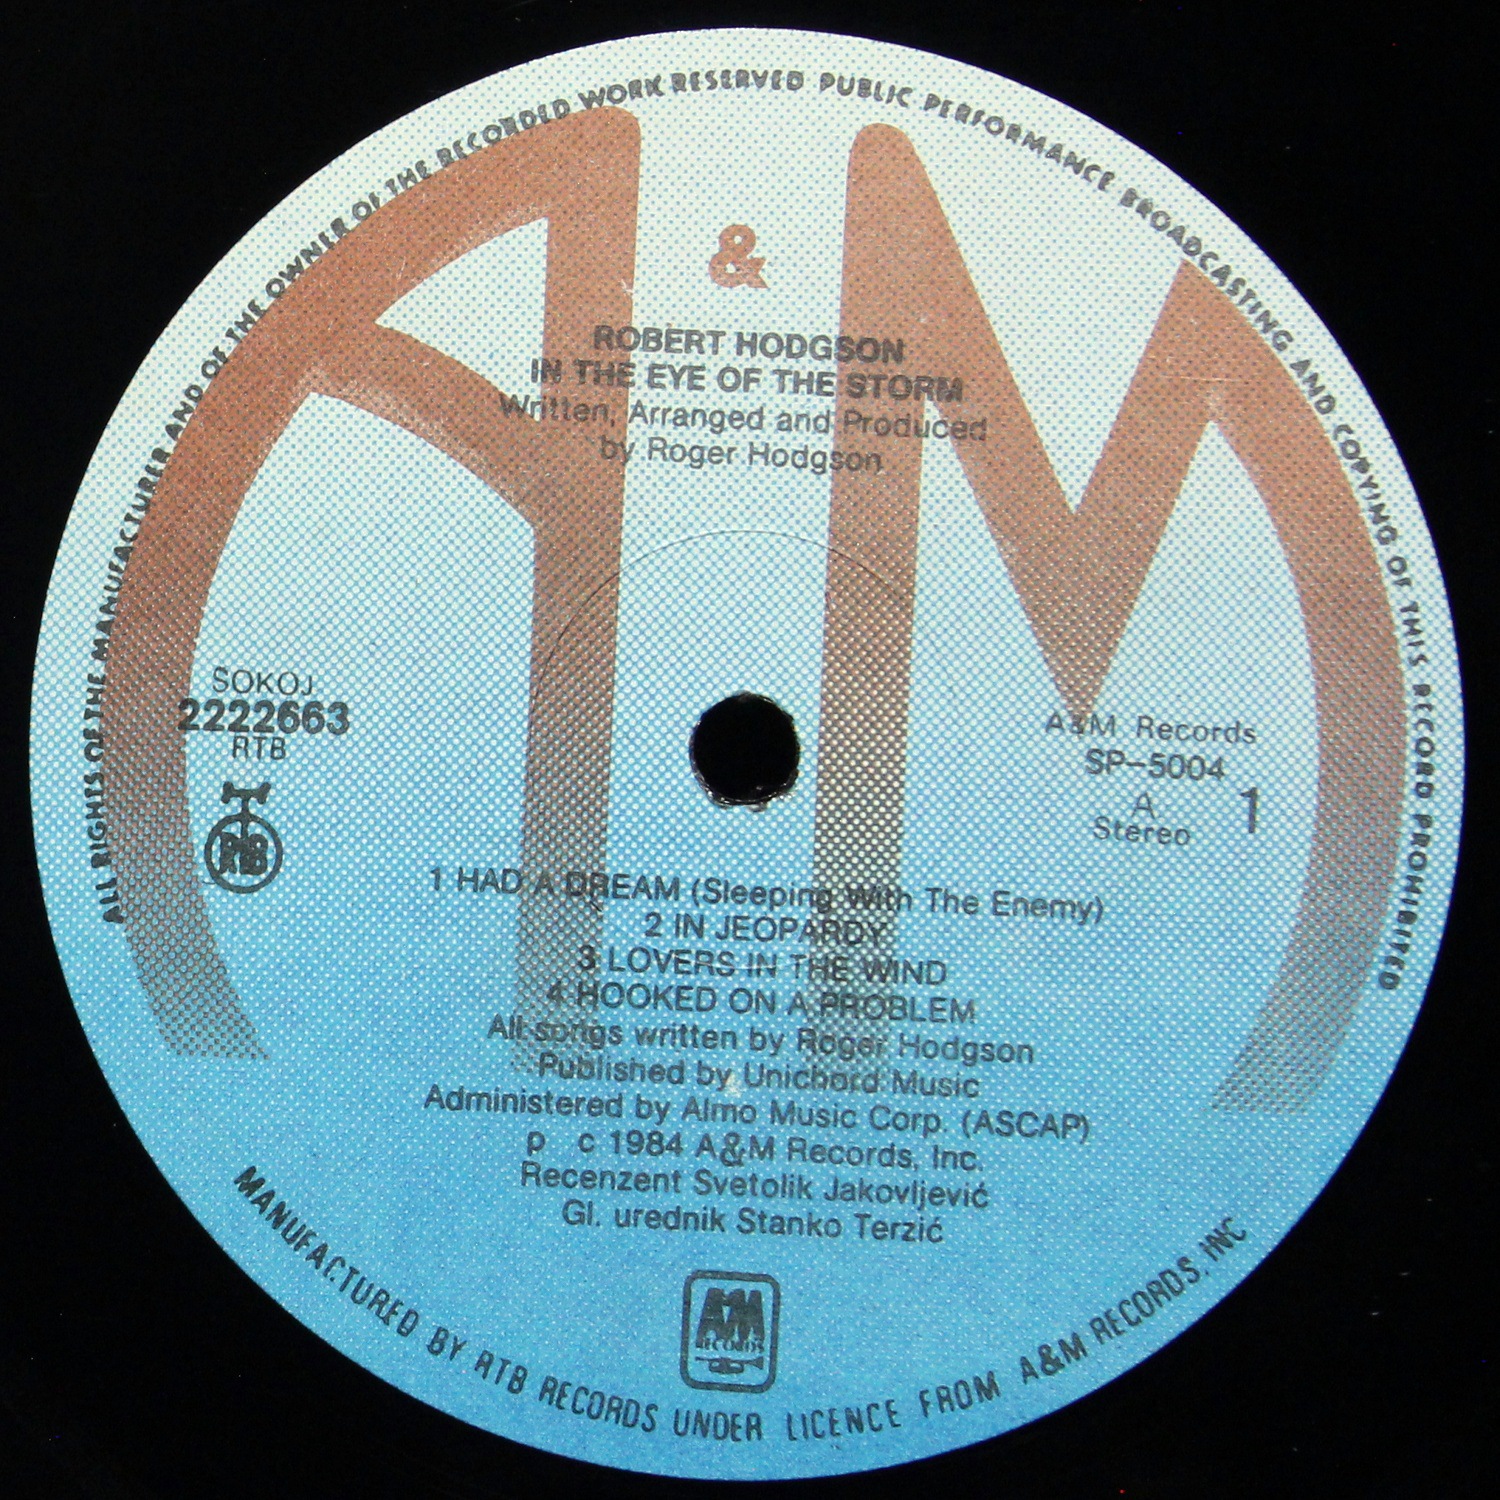 ALL RIGHTS OF THE MANUFACTURER AND OF THE OWNER OF THE RECORDED WORK RESERVED PUBLIC PERFORMANCE BROADCASTING AND COPYING OF THIS RECORD PROHIBITED
A & M
ROBERT HODGSON
IN THE EYE OF THE STORM
Written, Arranged and Produced
by Roger Hodgson
SOKOJ
2222663
RTB
RTB
A&M Records
SP-5004
A
1
Stereo
1 HAD A DREAM (Sleeping With The Enemy)
2 IN JEOPARDY
3 LOVERS IN THE WIND
4 HOOKED ON A PROBLEM
All songs written by Roger Hodgson
Published by Unichord Music
Administered by Almo Music Corp. (ASCAP)
p c 1984 A&M Records, Inc.
Recenzent Svetolik Jakovljević
Gl. urednik Stanko Terzić
A&M
RECORDS
MANUFACTURED BY RTB RECORDS UNDER LICENCE FROM A&M RECORDS. INC